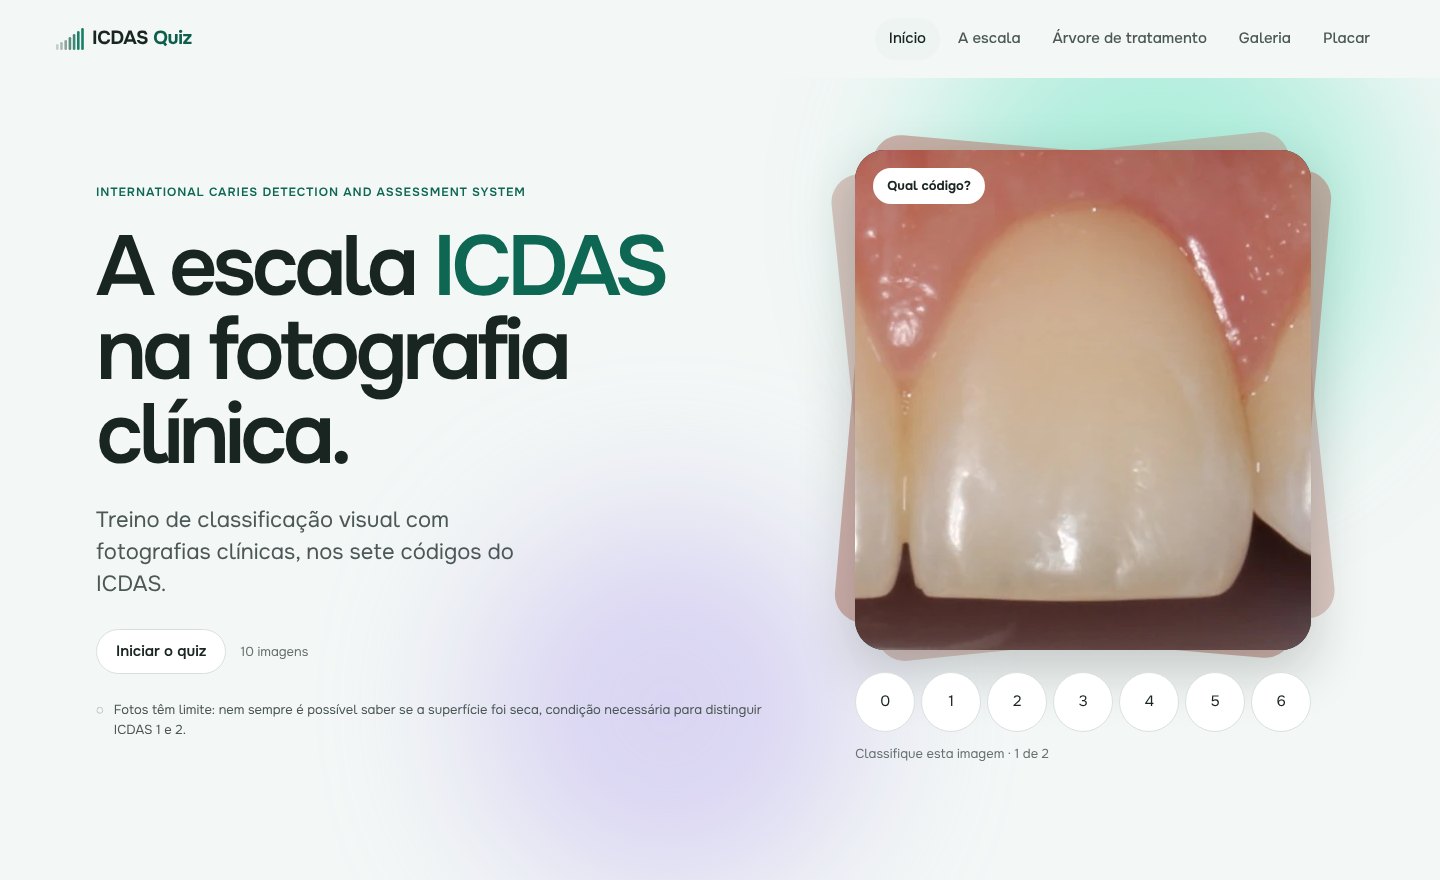 ICDAS Quiz
Início
A escala
Árvore de tratamento
Galeria
Placar
INTERNATIONAL CARIES DETECTION AND ASSESSMENT SYSTEM
A escala ICDAS
na fotografia
clínica.
Treino de classificação visual com
fotografias clínicas, nos sete códigos do
ICDAS.
Iniciar o quiz
10 imagens
Fotos têm limite: nem sempre é possível saber se a superfície foi seca, condição necessária para distinguir
ICDAS 1 e 2.
Qual código?
0 1 2 3 4 5 6
Classifique esta imagem · 1 de 2